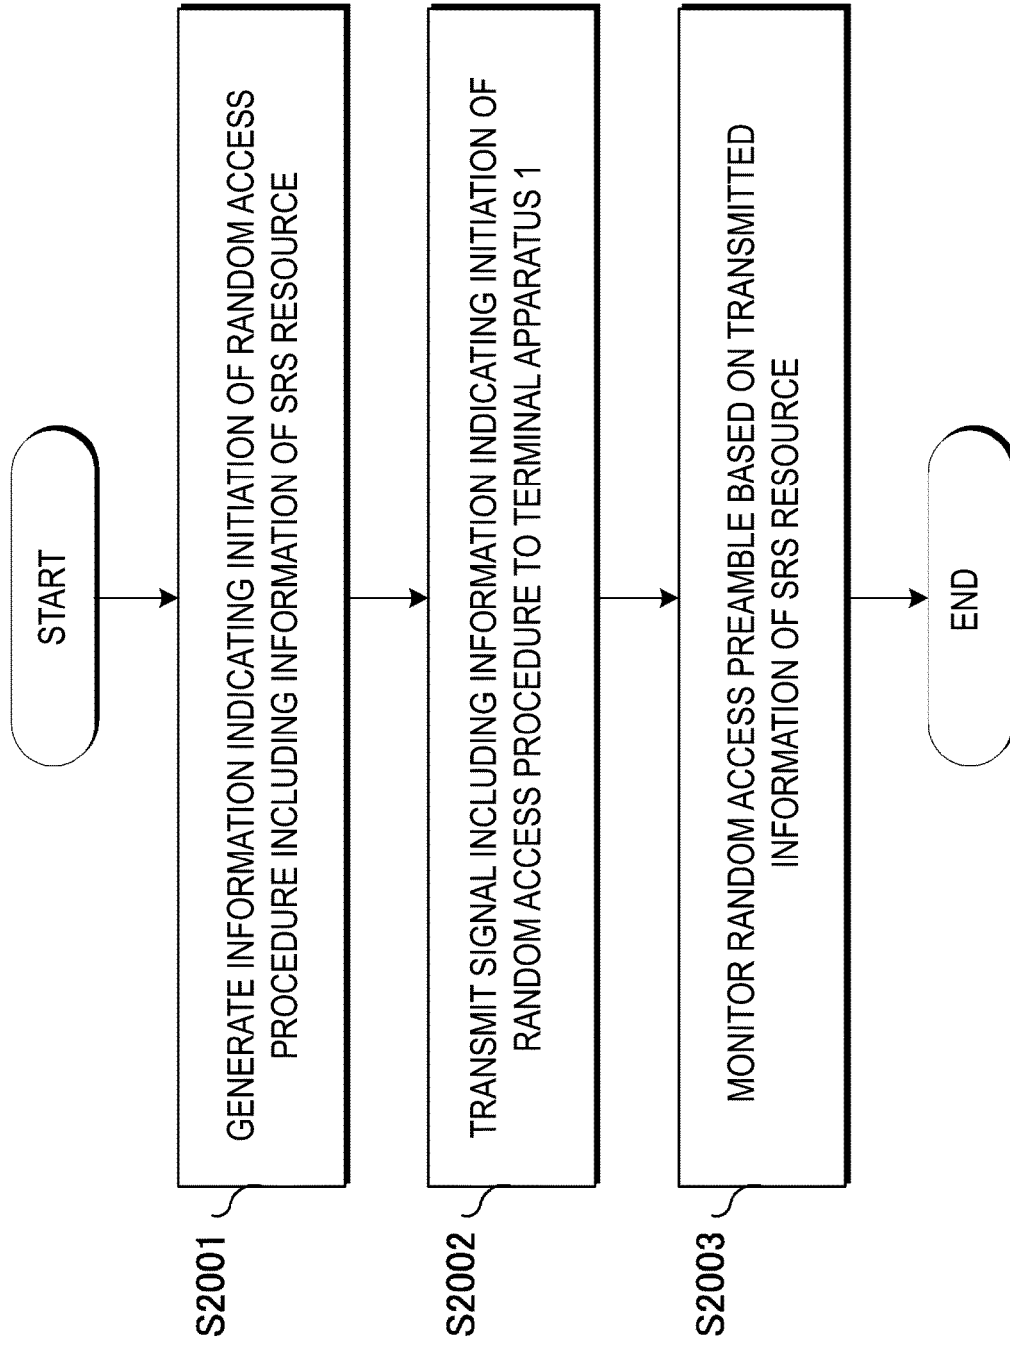 START
S2001
GENERATE INFORMATION INDICATING INITIATION OF RANDOM ACCESS
PROCEDURE INCLUDING INFORMATION OF SRS RESOURCE
S2002
TRANSMIT SIGNAL INCLUDING INFORMATION INDICATING INITIATION OF
RANDOM ACCESS PROCEDURE TO TERMINAL APPARATUS 1
S2003
MONITOR RANDOM ACCESS PREAMBLE BASED ON TRANSMITTED
INFORMATION OF SRS RESOURCE
END